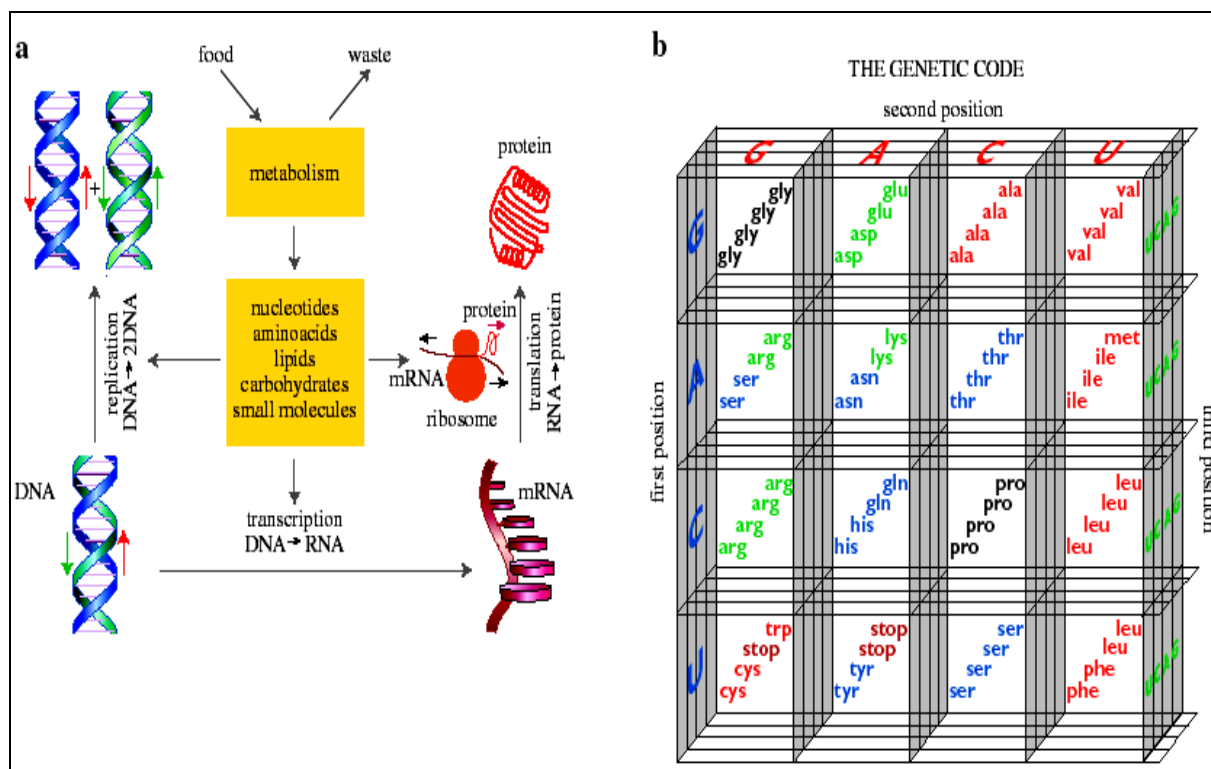 a
food
waste
metabolism
nucleotides
aminoacids
lipids
carbohydrates
small molecules
replication
DNA→2DNA
protein
protein
mRNA
ribosome
translation
RNA→protein
DNA
transcription
DNA→RNA
mRNA
b
THE GENETIC CODE
second position
G A C U
first position
third position
G
gly glu ala val
gly glu ala val
gly asp ala val
gly asp ala val
UCAG
A
arg lys thr met
arg lys thr ile
ser asn thr ile
ser asn thr ile
UCAG
C
arg gln pro leu
arg gln pro leu
arg his pro leu
arg his pro leu
UCAG
U
trp stop ser leu
stop stop ser leu
cys tyr ser phe
cys tyr ser phe
UCAG